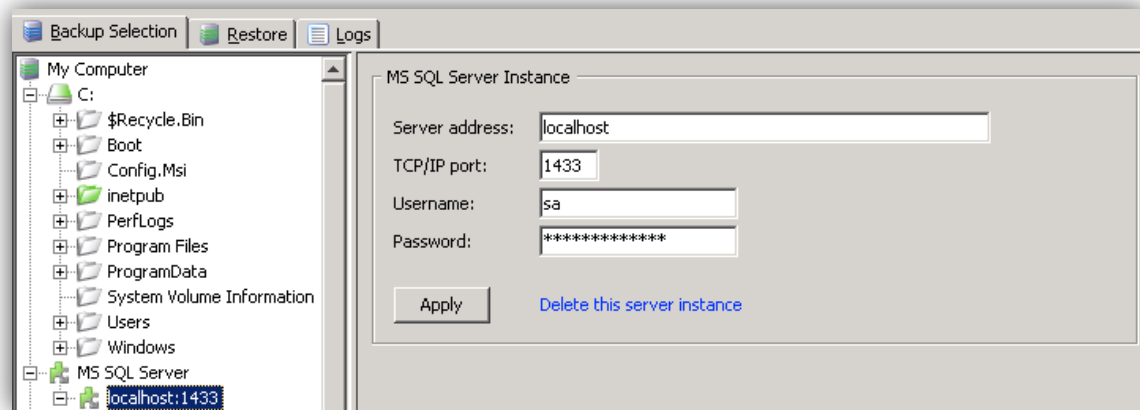 Backup Selection Restore Logs
My Computer
C:
$Recycle.Bin
Boot
Config.Msi
inetpub
PerfLogs
Program Files
ProgramData
System Volume Information
Users
Windows
MS SQL Server
localhost:1433
MS SQL Server Instance
Server address: localhost
TCP/IP port: 1433
Username: sa
Password: *************
Apply Delete this server instance